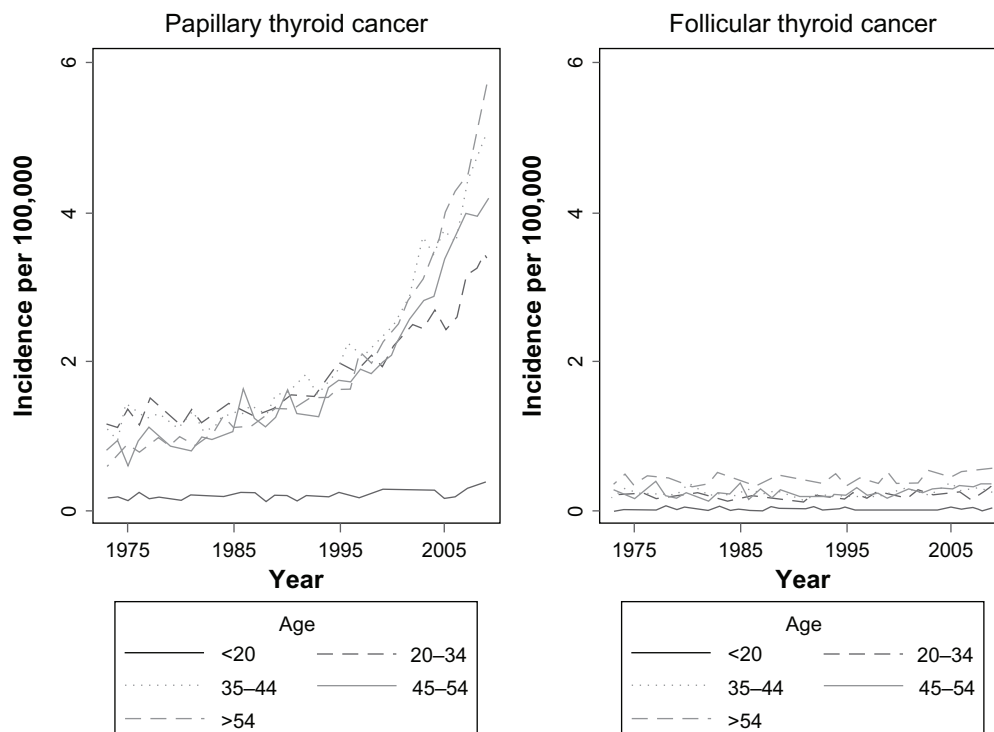 Papillary thyroid cancer
Incidence per 100,000
6
4
2
0
1975 1985 1995 2005
Year
Age
<20 20–34
35–44 45–54
>54
Follicular thyroid cancer
Incidence per 100,000
6
4
2
0
1975 1985 1995 2005
Year
Age
<20 20–34
35–44 45–54
>54